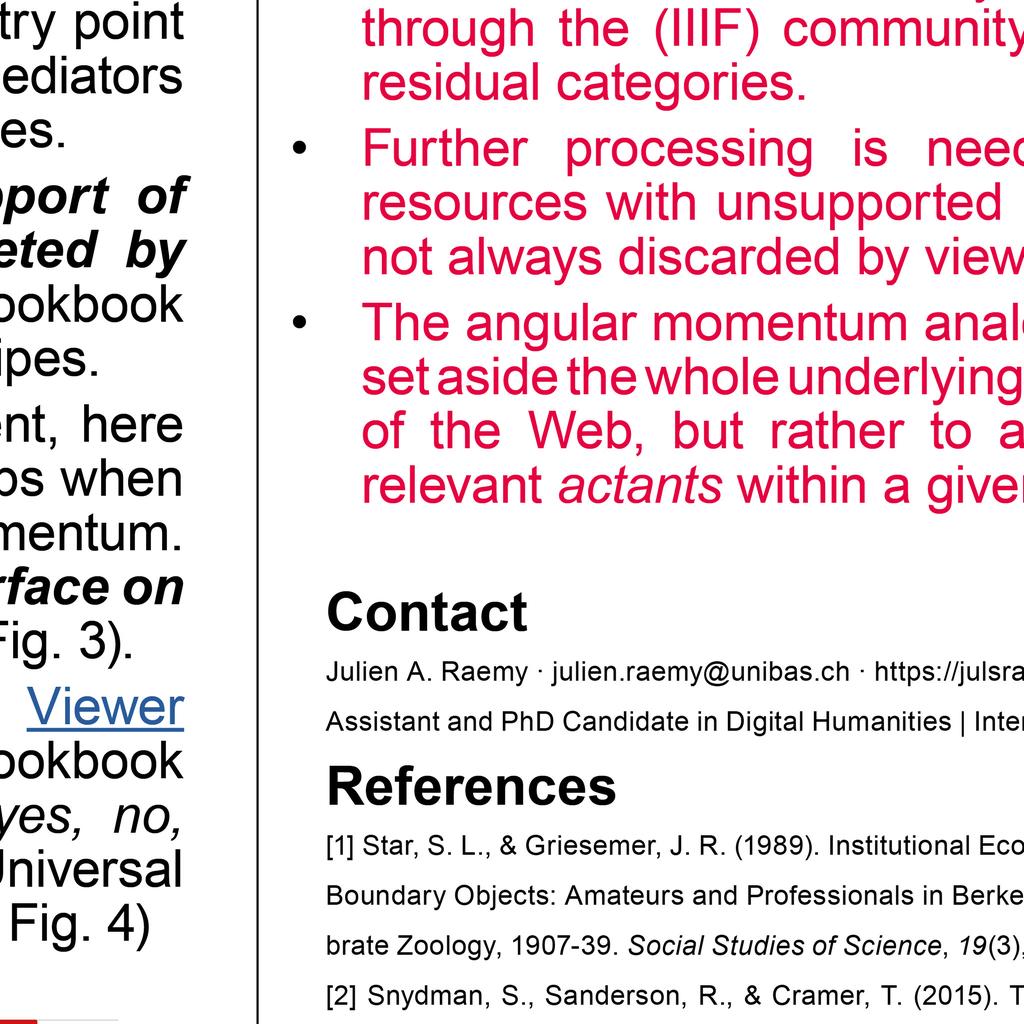 try point
ediators
es.
port of
eted by
ookbook
ipes.
nt, here
ps when
mentum.
rface on
Fig. 3).
Viewer
ookbook
yes, no,
Universal
Fig. 4)
through the (IIIF) community
residual categories.
• Further processing is need
resources with unsupported
not always discarded by view
• The angular momentum analo
set aside the whole underlying
of the Web, but rather to a
relevant actants within a given
Contact
Julien A. Raemy · julien.raemy@unibas.ch · https://julsra
Assistant and PhD Candidate in Digital Humanities | Inter
References
[1] Star, S. L., & Griesemer, J. R. (1989). Institutional Eco
Boundary Objects: Amateurs and Professionals in Berke
brate Zoology, 1907-39. Social Studies of Science, 19(3),
[2] Snydman, S., Sanderson, R., & Cramer, T. (2015). T